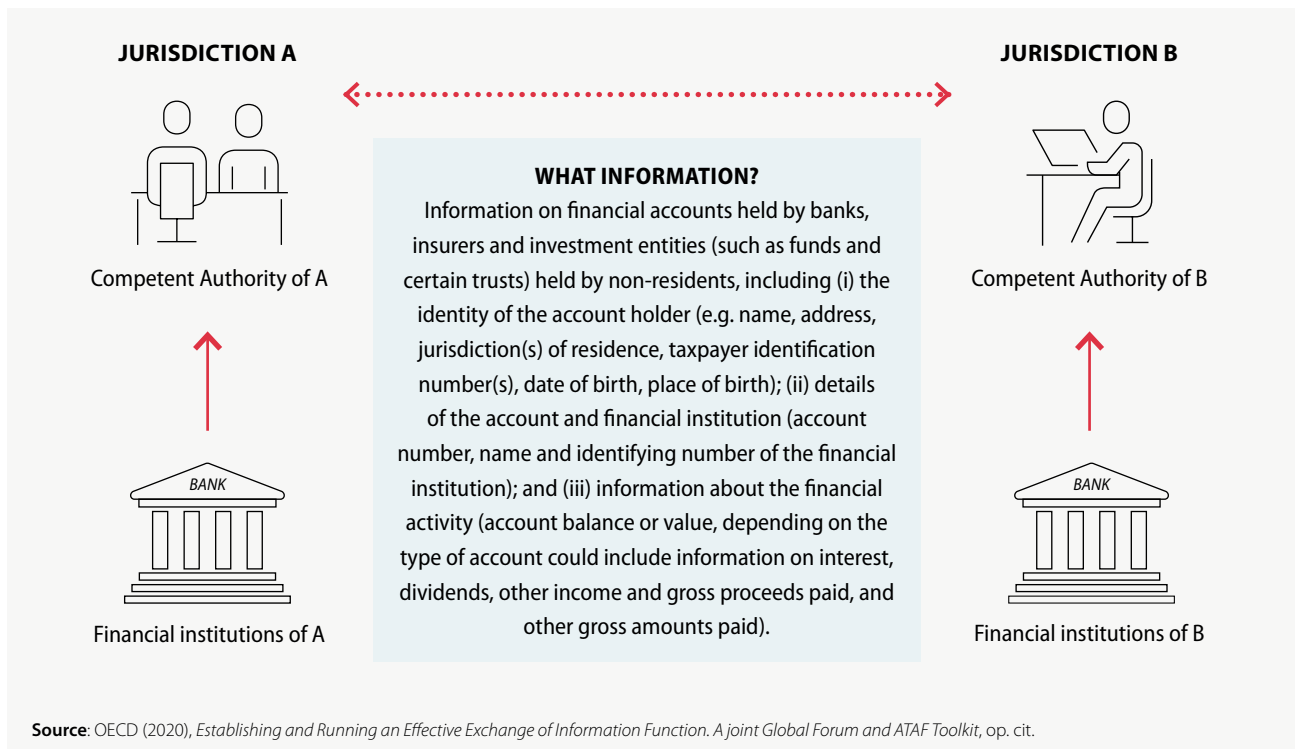 JURISDICTION A
JURISDICTION B
WHAT INFORMATION?
Information on financial accounts held by banks,
insurers and investment entities (such as funds and
certain trusts) held by non-residents, including (i) the
identity of the account holder (e.g. name, address,
jurisdiction(s) of residence, taxpayer identification
number(s), date of birth, place of birth); (ii) details
of the account and financial institution (account
number, name and identifying number of the financial
institution); and (iii) information about the financial
activity (account balance or value, depending on the
type of account could include information on interest,
dividends, other income and gross proceeds paid, and
other gross amounts paid).
Competent Authority of A
Competent Authority of B
BANK
BANK
Financial institutions of A
Financial institutions of B
Source: OECD (2020), Establishing and Running an Effective Exchange of Information Function. A joint Global Forum and ATAF Toolkit, op. cit.